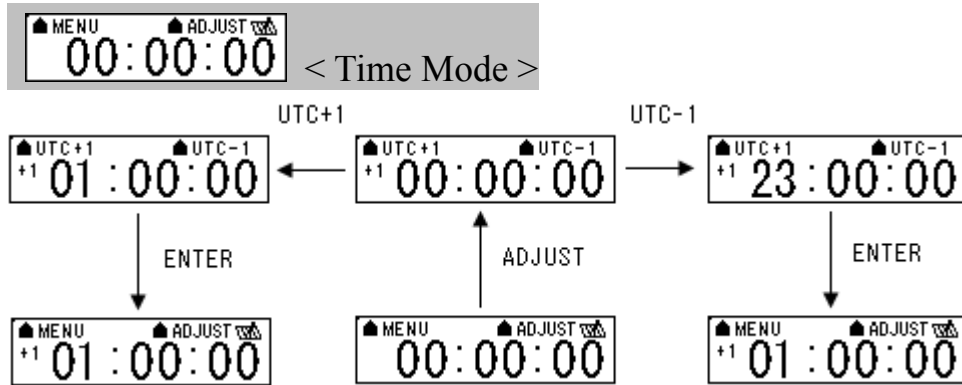 MENU ADJUST
00:00:00
< Time Mode >
UTC+1 UTC-1
UTC+1 UTC-1
+1 01 :00:00
UTC+1 UTC-1
+1 00:00:00
UTC+1 UTC-1
+1 23:00:00
ENTER
ADJUST
ENTER
MENU ADJUST
+1 01 :00:00
MENU ADJUST
00:00:00
MENU ADJUST
+1 01 :00:00